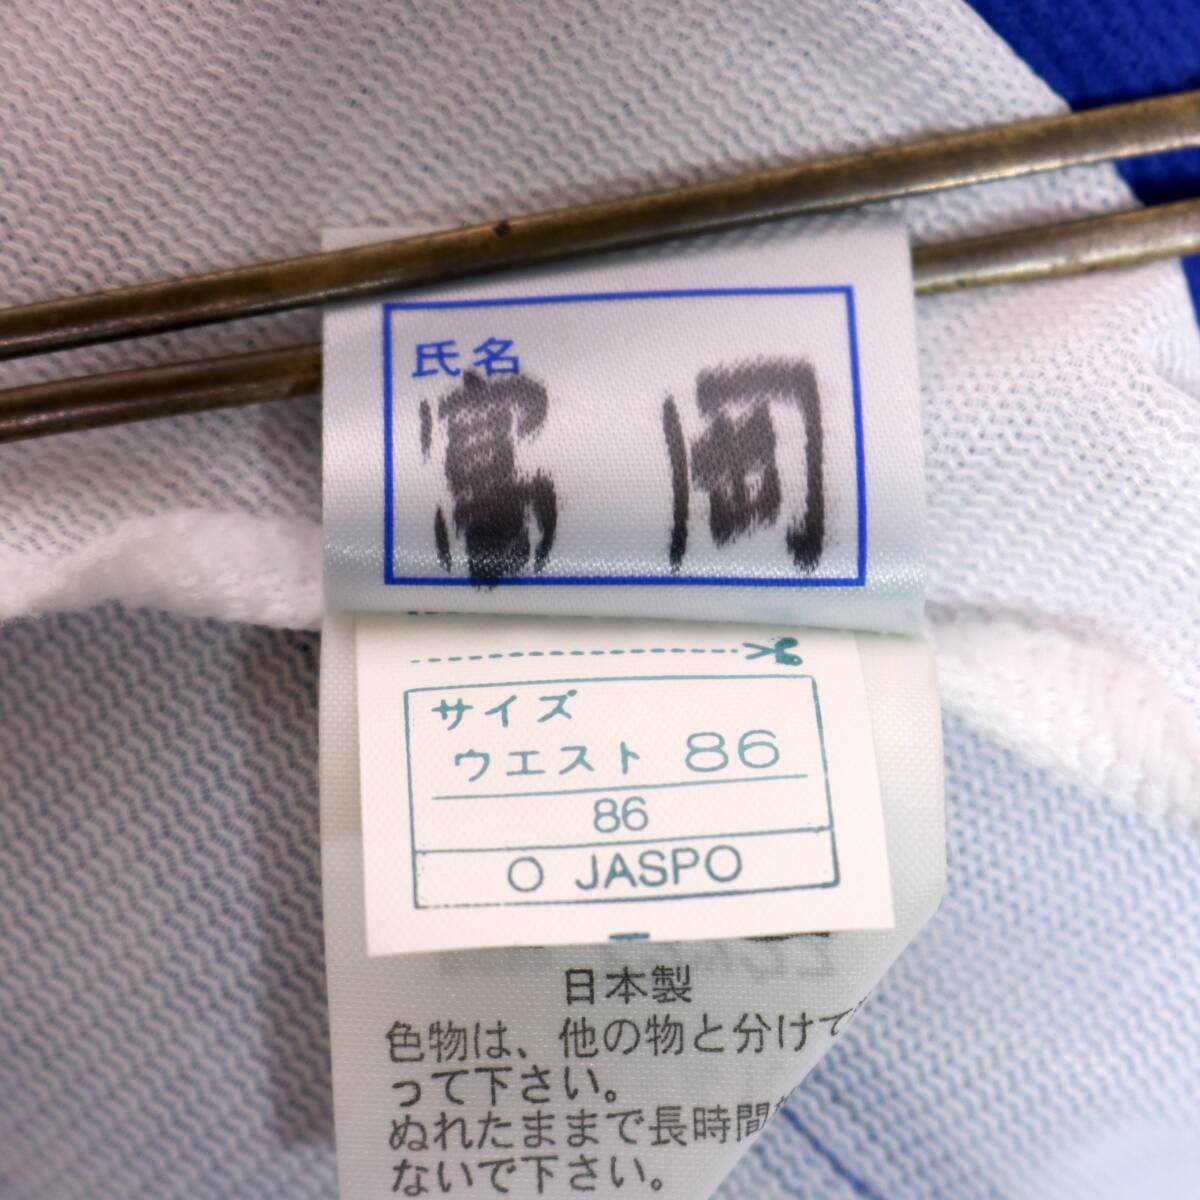 氏名
富岡
サイズ
ウエスト 86
86
O JASPO
日本製
色物は、他の物と分けて
って下さい。
ぬれたままで長時間
ないで下さい。